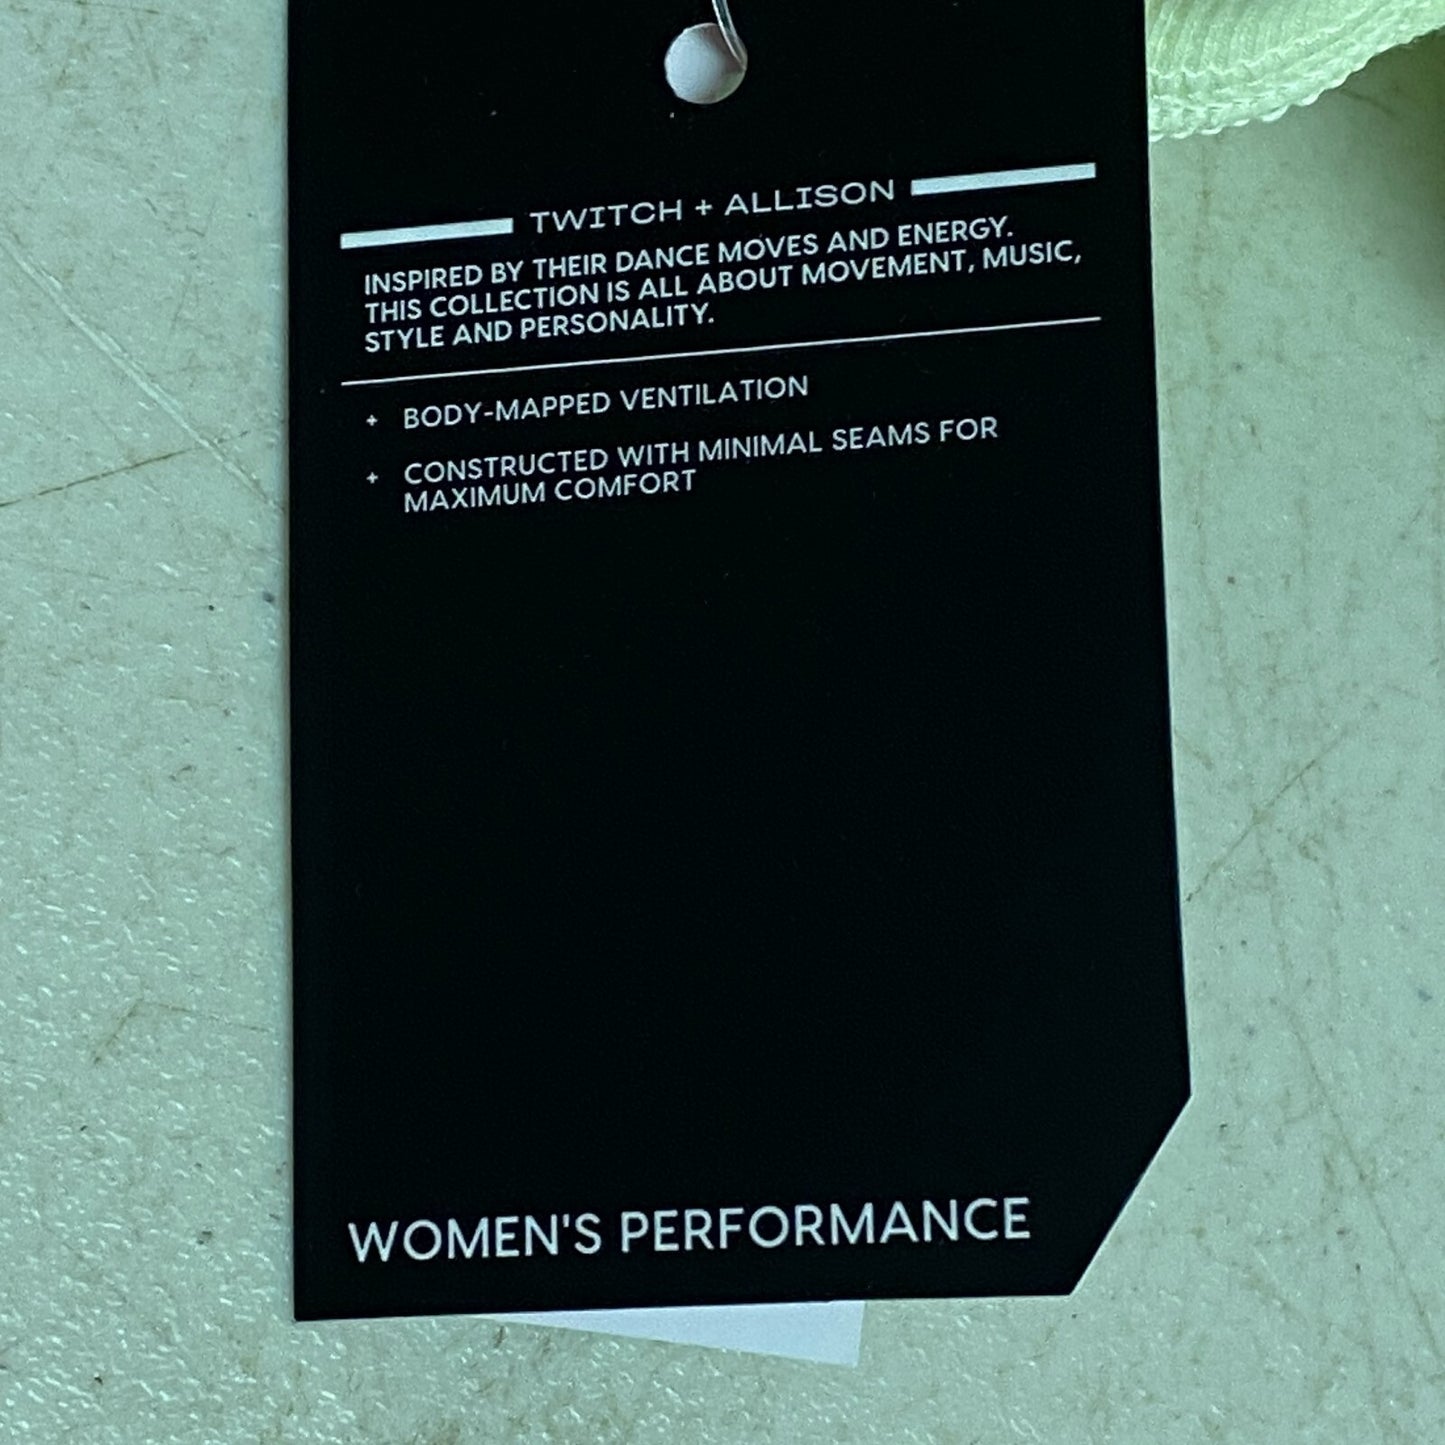 TWITCH + ALLISON
INSPIRED BY THEIR DANCE MOVES AND ENERGY.
THIS COLLECTION IS ALL ABOUT MOVEMENT, MUSIC,
STYLE AND PERSONALITY.
+ BODY-MAPPED VENTILATION
+ CONSTRUCTED WITH MINIMAL SEAMS FOR
MAXIMUM COMFORT
WOMEN'S PERFORMANCE